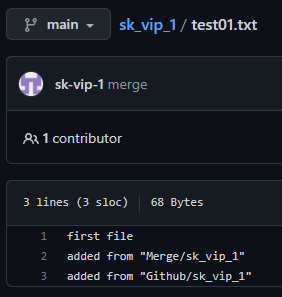 main
sk_vip_1 / test01.txt
sk-vip-1 merge
1 contributor
3 lines (3 sloc) 68 Bytes
1 first file
2 added from "Merge/sk_vip_1"
3 added from "Github/sk_vip_1"